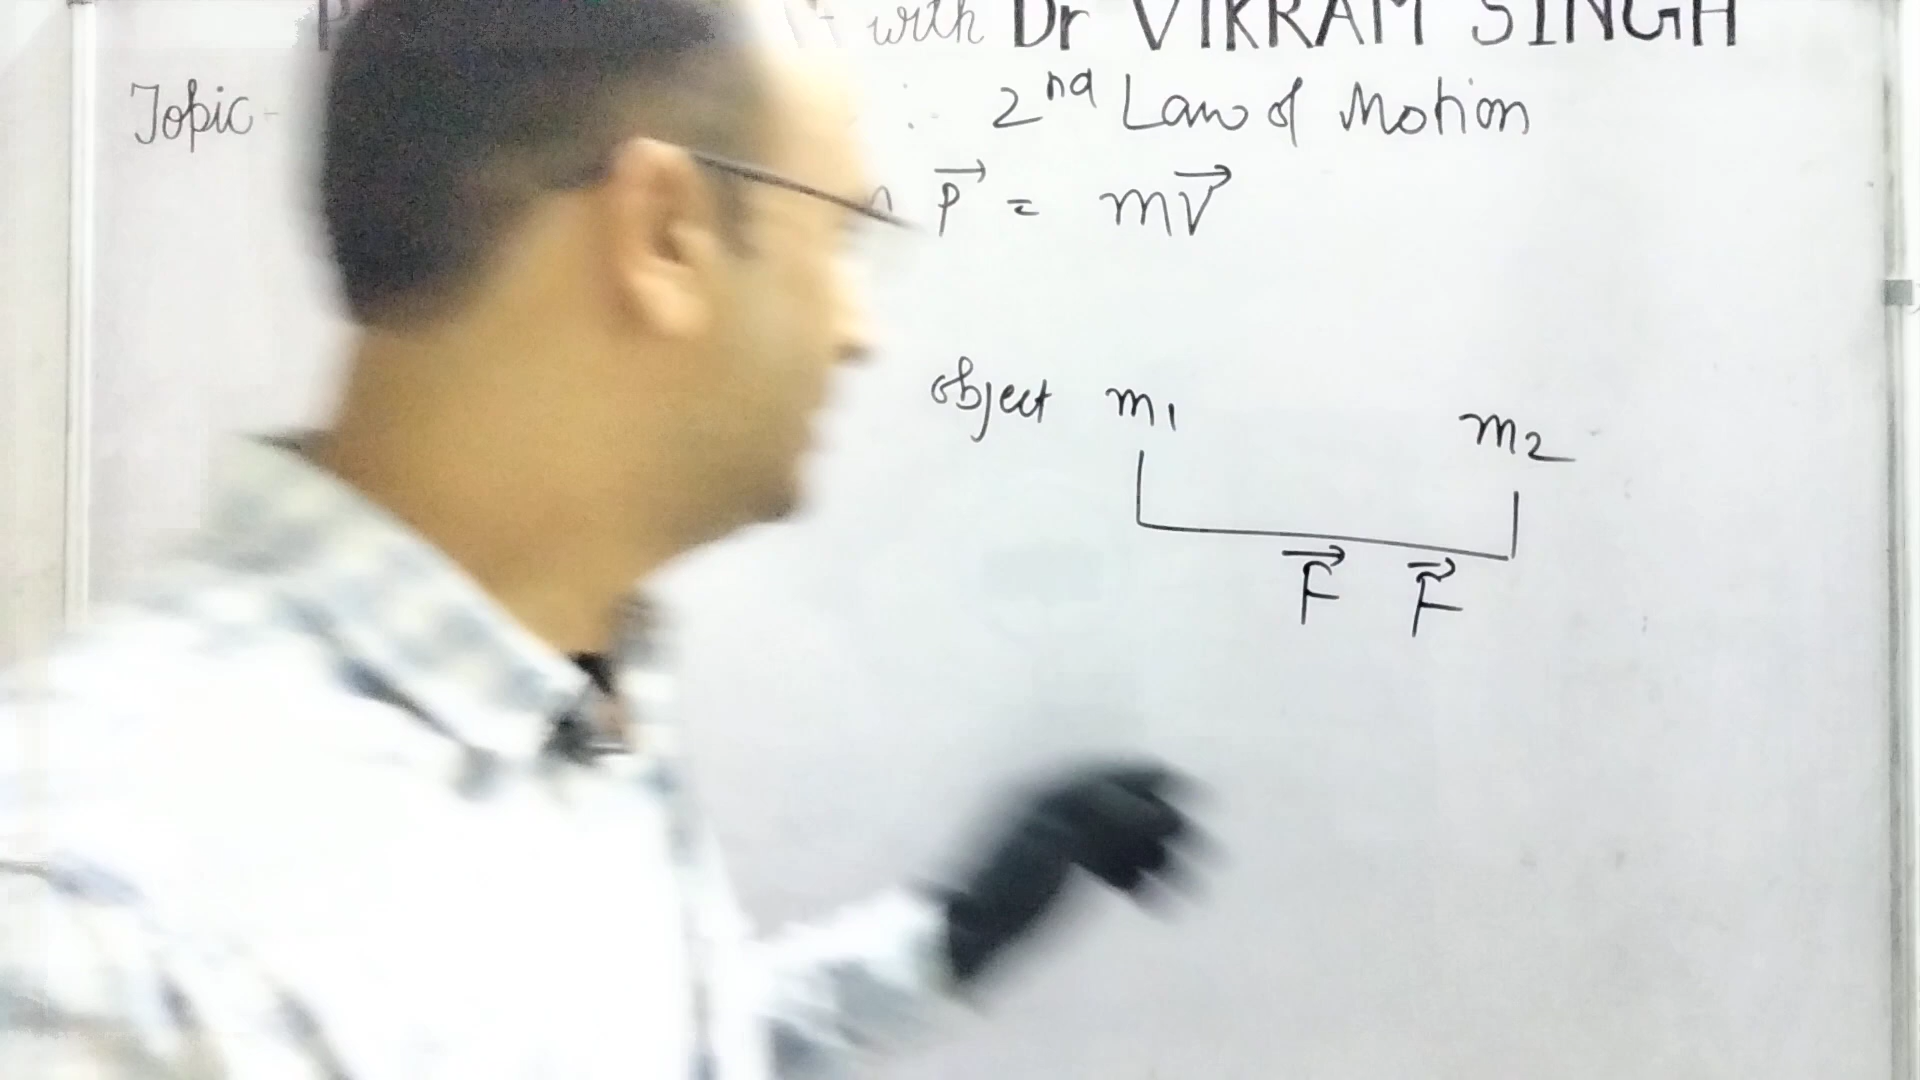 with Dr VIKRAM SINGH
Topic - 2nd Law of Motion
P = mV
object m1 m2
F F